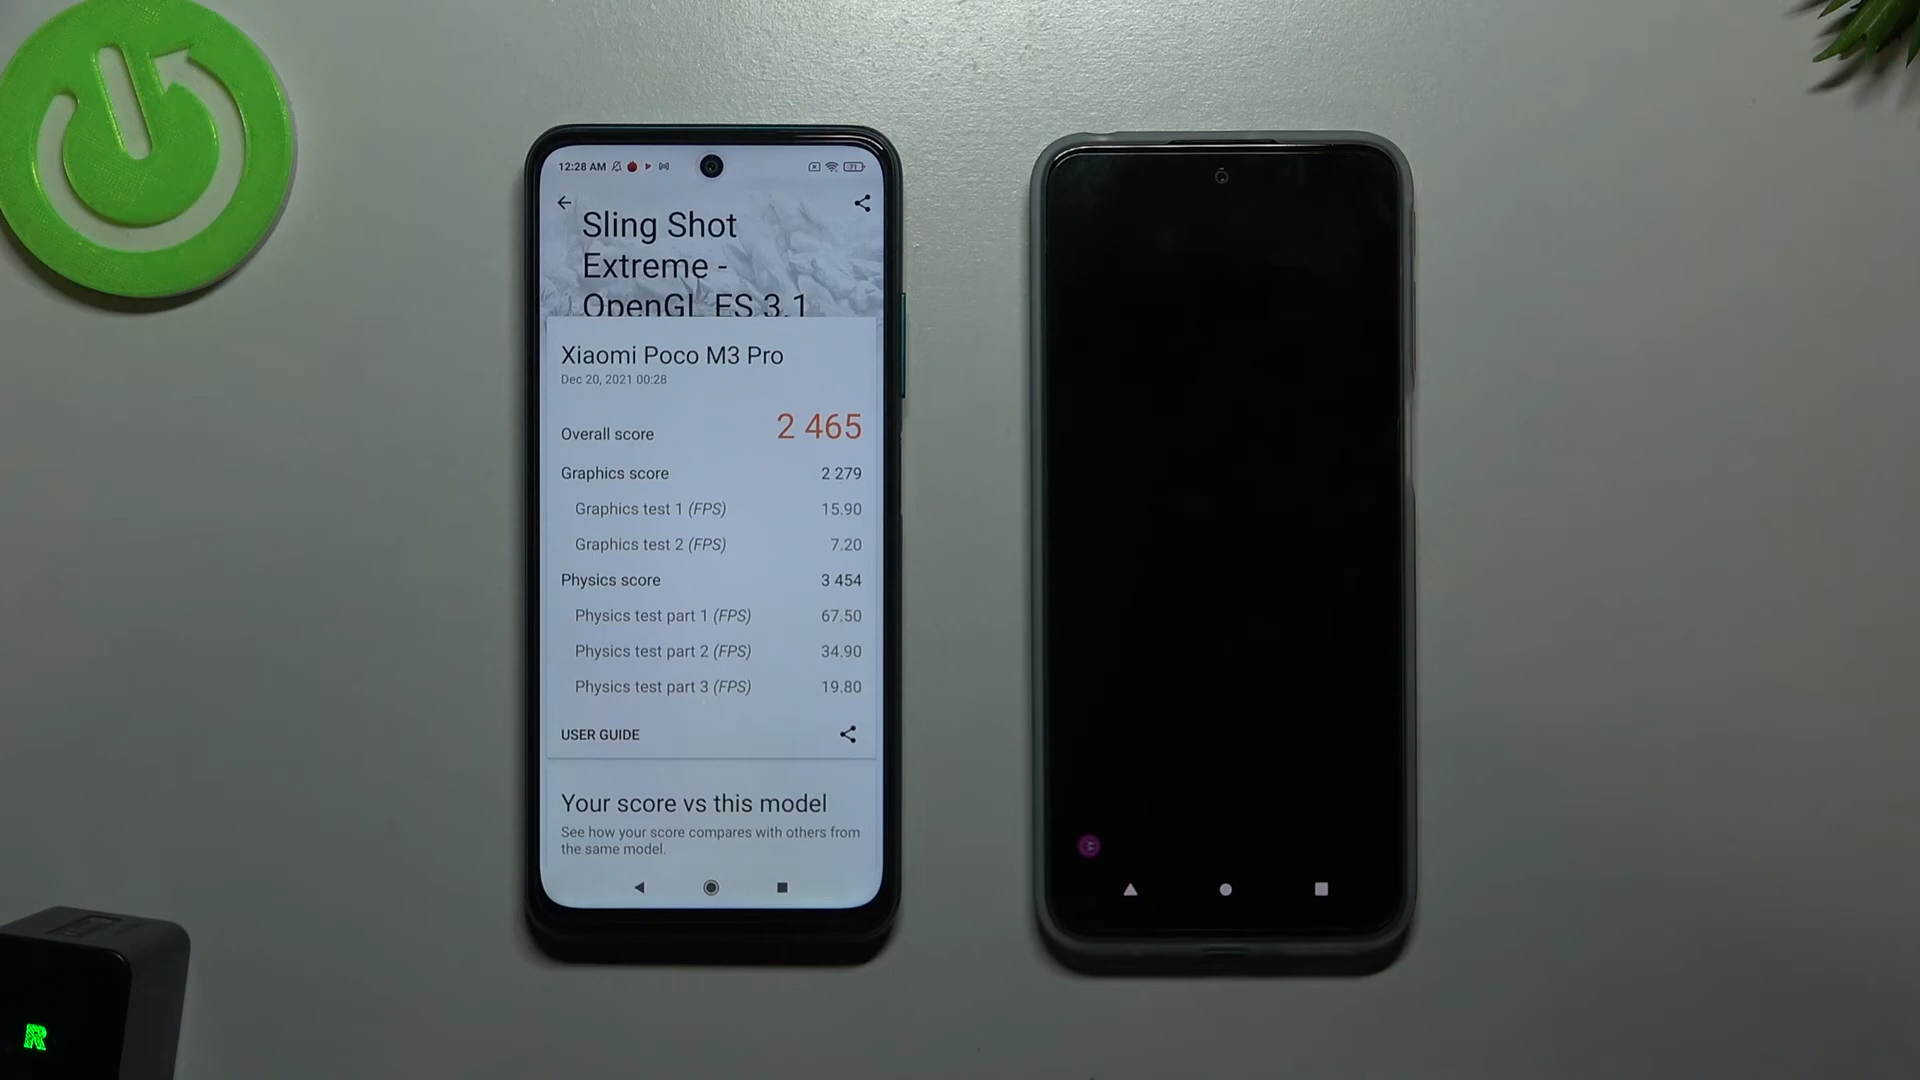 12:28 AM
71
Sling Shot
Extreme -
OpenGL ES 3.1
Xiaomi Poco M3 Pro
Dec 20, 2021 00:28
Overall score 2 465
Graphics score 2 279
Graphics test 1 (FPS) 15.90
Graphics test 2 (FPS) 7.20
Physics score 3 454
Physics test part 1 (FPS) 67.50
Physics test part 2 (FPS) 34.90
Physics test part 3 (FPS) 19.80
USER GUIDE
Your score vs this model
See how your score compares with others from
the same model.
R